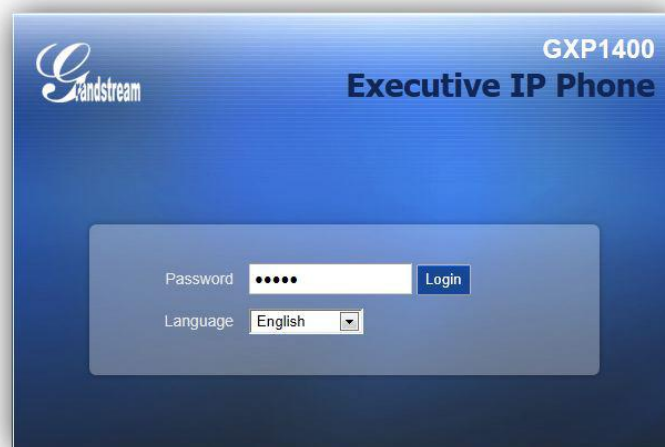 Grandstream
GXP1400
Executive IP Phone
Password ••••• Login
Language English